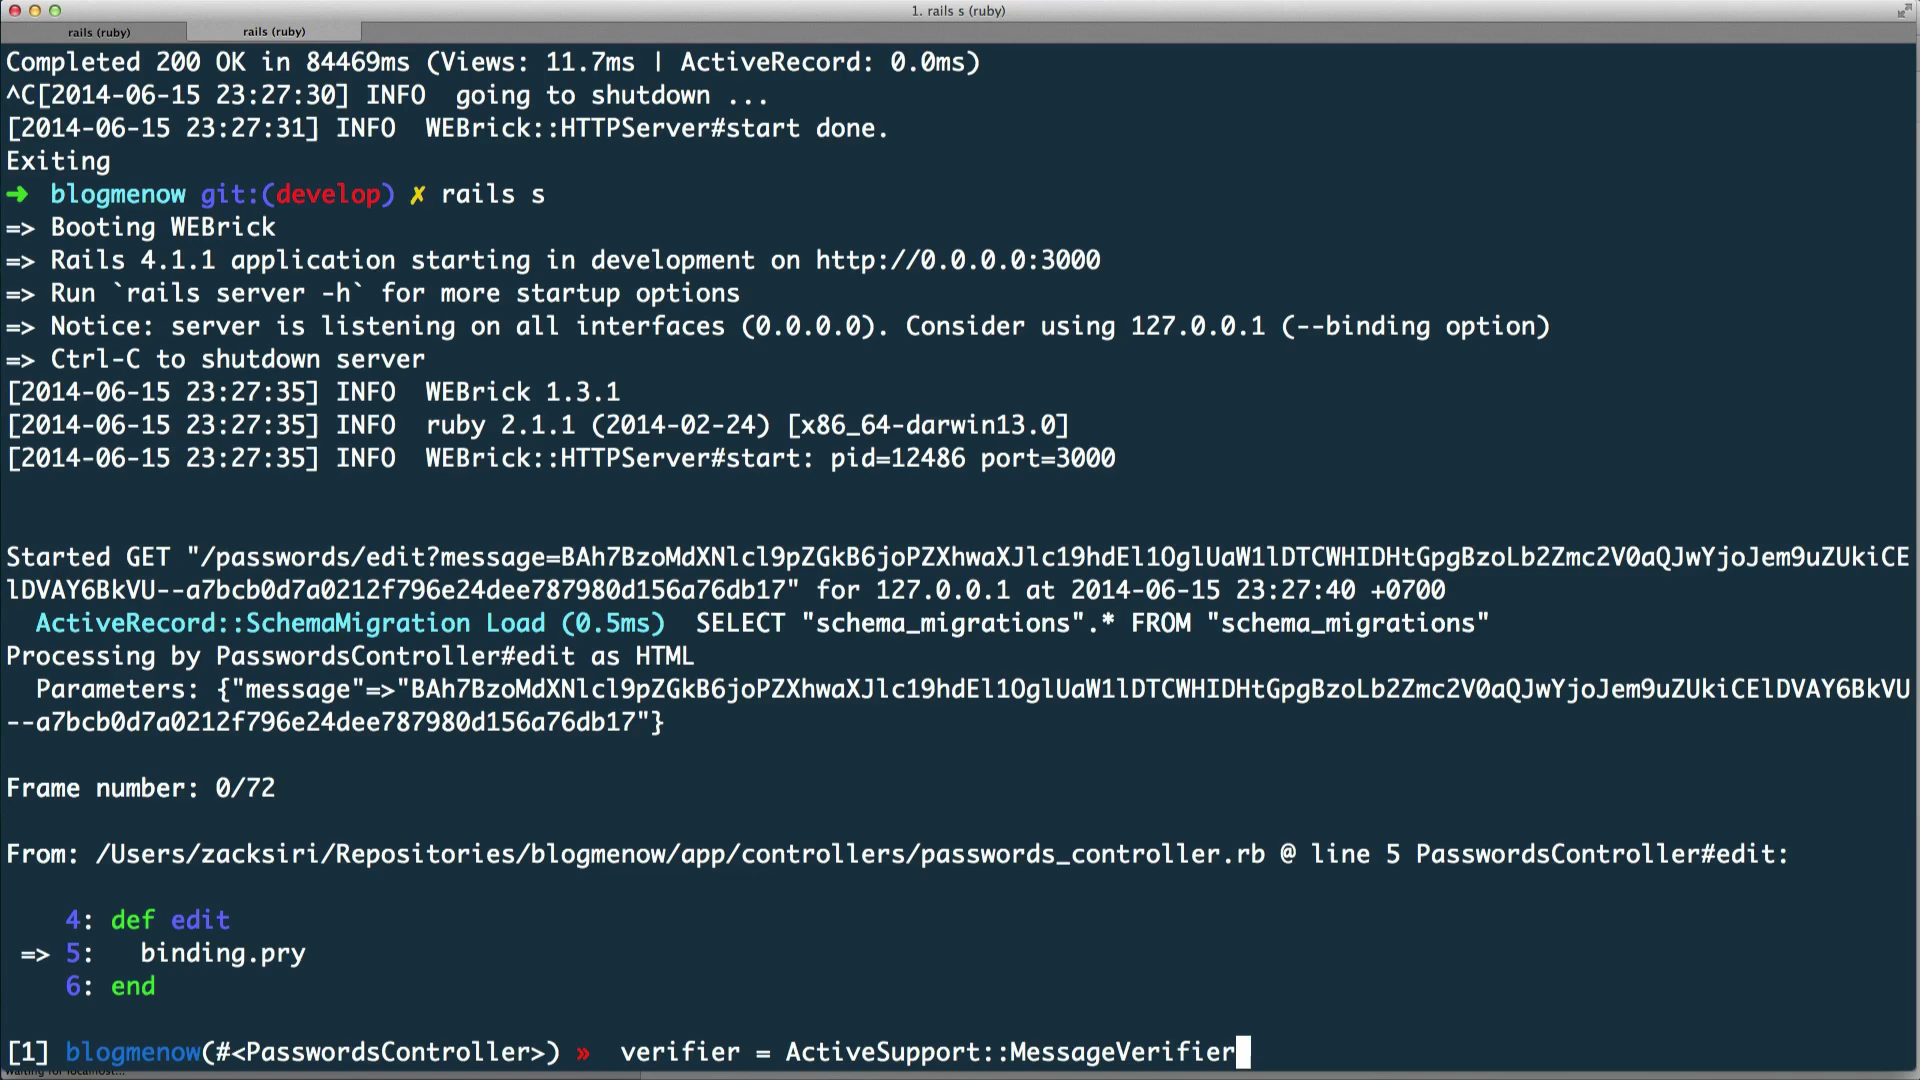 1. rails s (ruby)
rails (ruby) rails (ruby)
Completed 200 OK in 84469ms (Views: 11.7ms | ActiveRecord: 0.0ms)
^C[2014-06-15 23:27:30] INFO  going to shutdown ...
[2014-06-15 23:27:31] INFO  WEBrick::HTTPServer#start done.
Exiting
➜  blogmenow git:(develop) ✗ rails s
=> Booting WEBrick
=> Rails 4.1.1 application starting in development on http://0.0.0.0:3000
=> Run `rails server -h` for more startup options
=> Notice: server is listening on all interfaces (0.0.0.0). Consider using 127.0.0.1 (--binding option)
=> Ctrl-C to shutdown server
[2014-06-15 23:27:35] INFO  WEBrick 1.3.1
[2014-06-15 23:27:35] INFO  ruby 2.1.1 (2014-02-24) [x86_64-darwin13.0]
[2014-06-15 23:27:35] INFO  WEBrick::HTTPServer#start: pid=12486 port=3000
Started GET "/passwords/edit?message=BAh7BzoMdXNlcl9pZGkB6joPZXhwaXJlc19hdEl1OglUaW1lDTCWHIDHtGpgBzoLb2Zmc2V0aQJwYjoJem9uZUkiCE
lDVAY6BkVU--a7bcb0d7a0212f796e24dee787980d156a76db17" for 127.0.0.1 at 2014-06-15 23:27:40 +0700
  ActiveRecord::SchemaMigration Load (0.5ms)  SELECT "schema_migrations".* FROM "schema_migrations"
Processing by PasswordsController#edit as HTML
  Parameters: {"message"=>"BAh7BzoMdXNlcl9pZGkB6joPZXhwaXJlc19hdEl1OglUaW1lDTCWHIDHtGpgBzoLb2Zmc2V0aQJwYjoJem9uZUkiCElDVAY6BkVU
--a7bcb0d7a0212f796e24dee787980d156a76db17"}
Frame number: 0/72
From: /Users/zacksiri/Repositories/blogmenow/app/controllers/passwords_controller.rb @ line 5 PasswordsController#edit:
    4: def edit
 => 5:   binding.pry
    6: end
[1] blogmenow(#<PasswordsController>) »  verifier = ActiveSupport::MessageVerifier